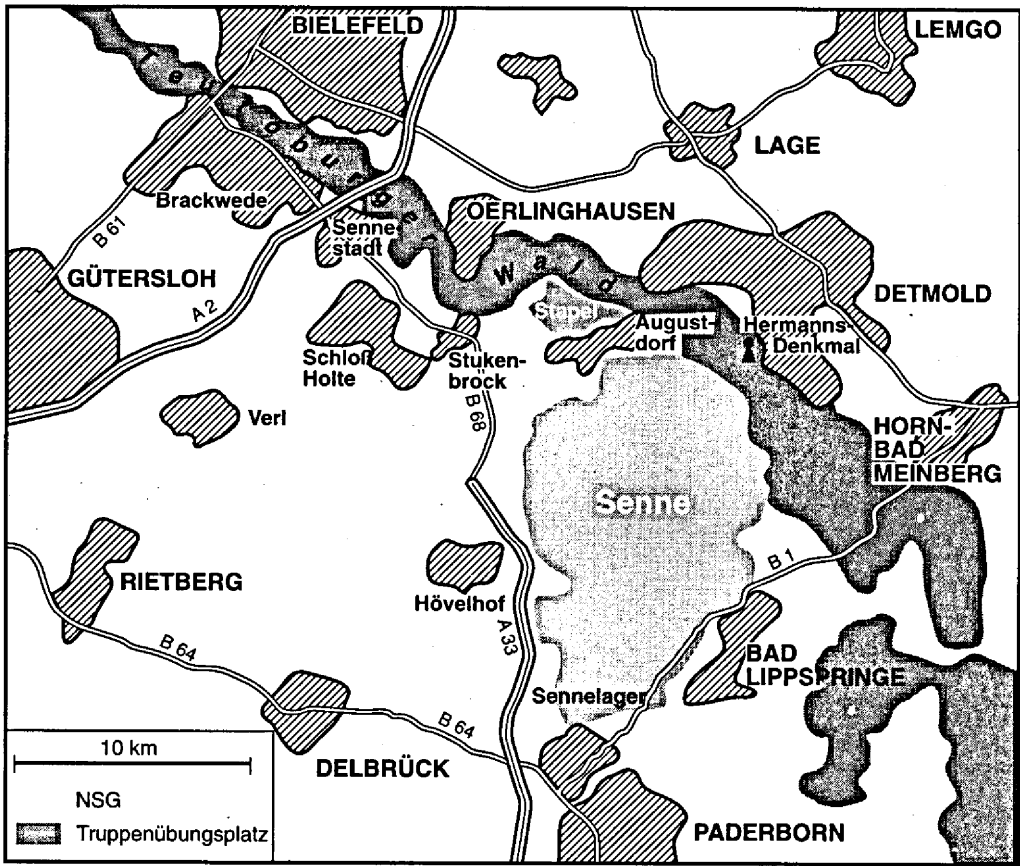 BIELEFELD
LEMGO
LAGE
Teutoburger Wald
Brackwede
B 61
Senne-
stadt
OERLINGHAUSEN
GÜTERSLOH
A 2
DETMOLD
Stapel
August-
dorf
Hermanns-
Denkmal
Schloß
Holte
Stuken-
brock
Verl
B 68
HORN-
BAD
MEINBERG
Senne
B 1
RIETBERG
Hövelhof
A 33
B 64
BAD
LIPPSPRINGE
Sennelager
B 64
DELBRÜCK
PADERBORN
10 km
NSG
Truppenübungsplatz